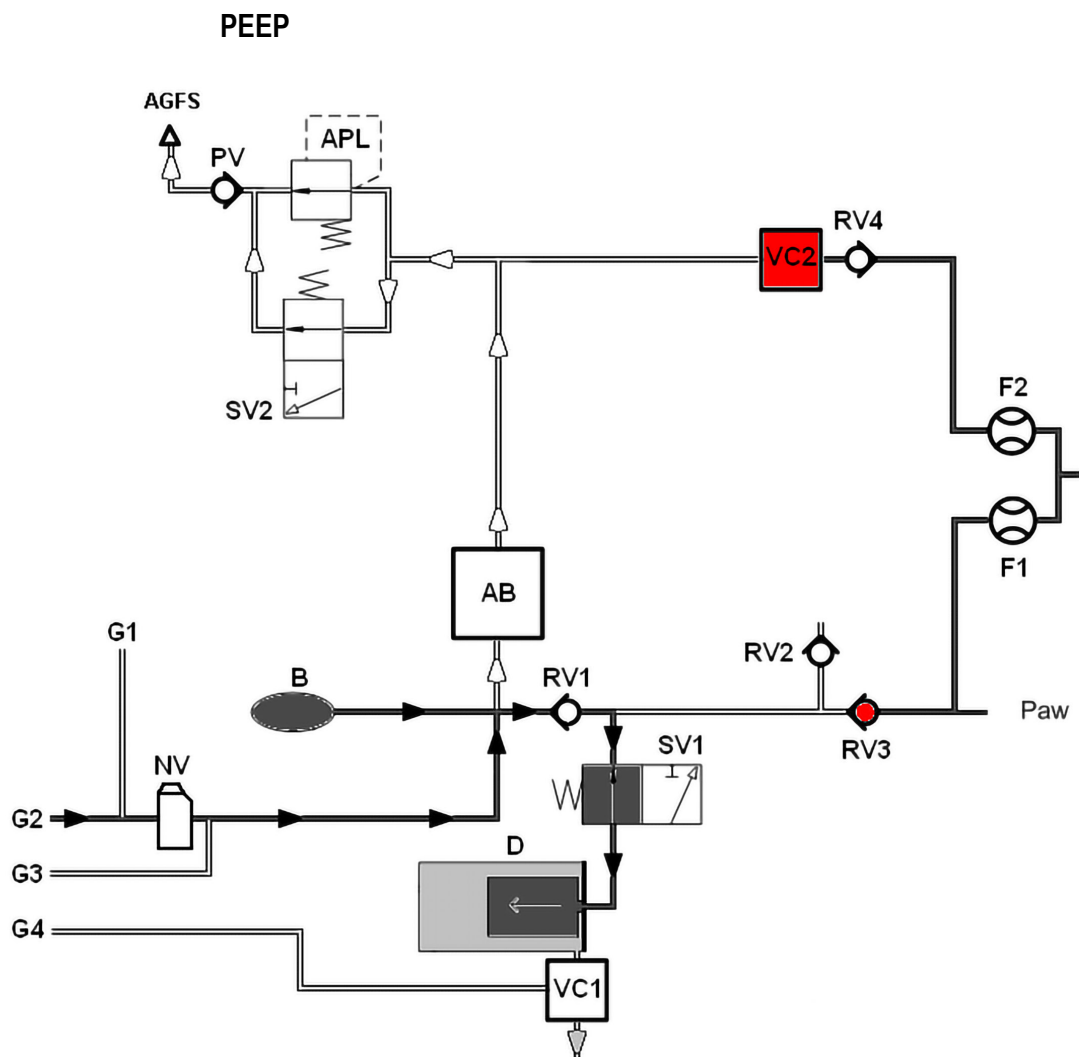 PEEP
AGFS
PV
APL
RV4
VC2
SV2
F2
F1
AB
G1
B
RV1
RV2
RV3
Paw
SV1
NV
G2
D
G3
G4
VC1